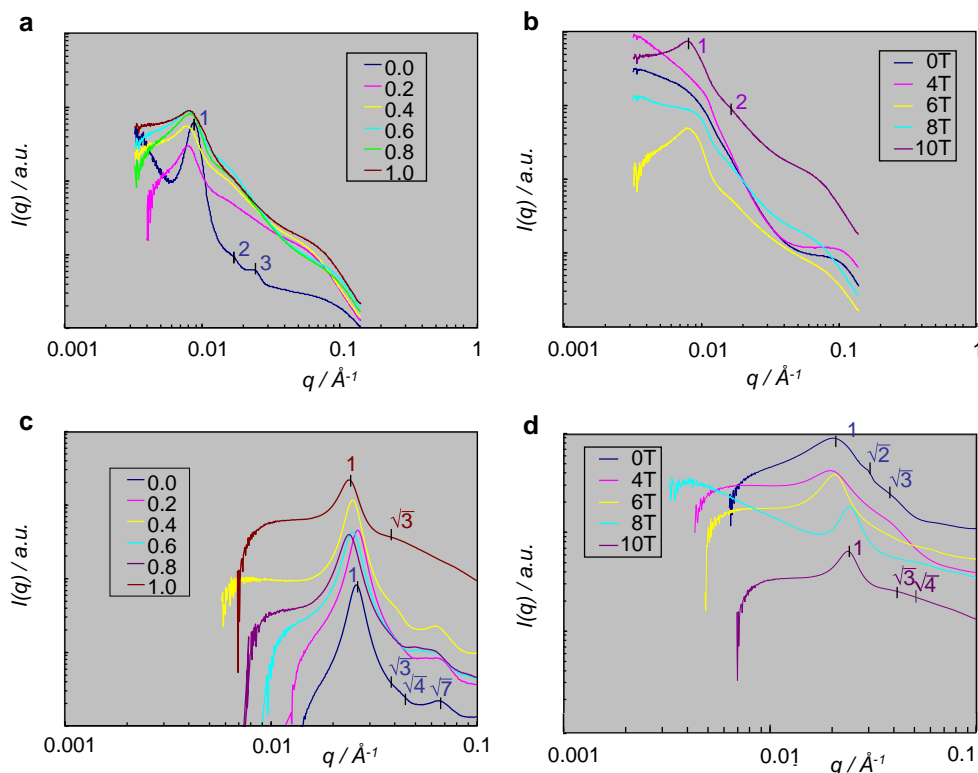 a
I(q) / a.u.
0.0
0.2
0.4
0.6
0.8
1.0
1
2
3
0.001
0.01
0.1
1
q / Å-1
b
I(q) / a.u.
0T
4T
6T
8T
10T
1
2
0.001
0.01
0.1
1
q / Å-1
c
I(q) / a.u.
0.0
0.2
0.4
0.6
0.8
1.0
1
√3
1
√3
√4
√7
0.001
0.01
0.1
q / Å-1
d
I(q) / a.u.
0T
4T
6T
8T
10T
1
√2
√3
1
√3
√4
0.001
0.01
0.1
q / Å-1